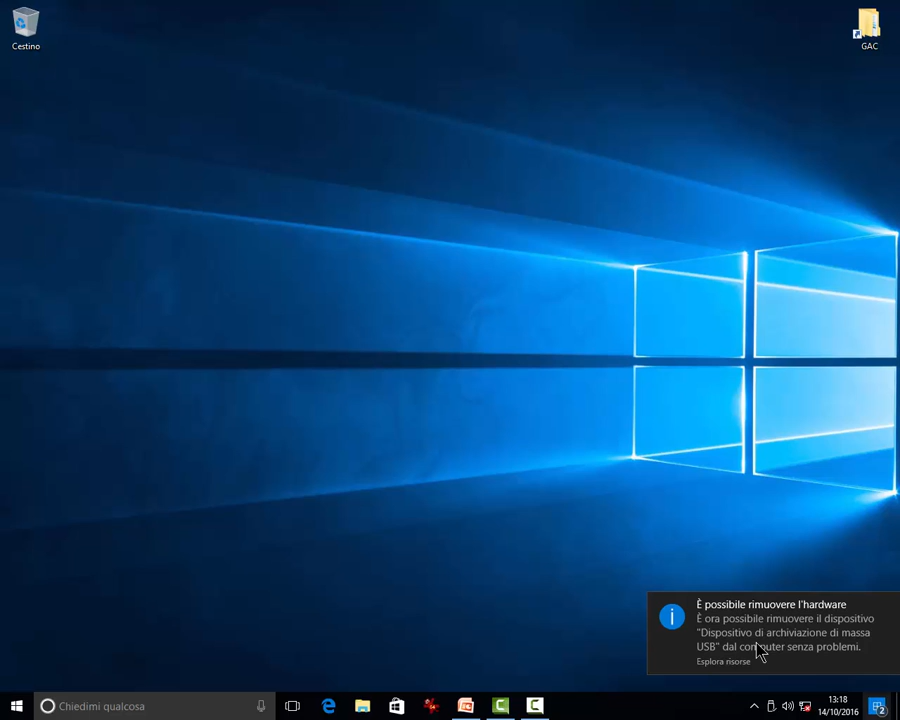 Cestino
GAC
È possibile rimuovere l'hardware
È ora possibile rimuovere il dispositivo
"Dispositivo di archiviazione di massa
USB" dal computer senza problemi.
Esplora risorse
Chiedimi qualcosa
13:18
14/10/2016
2